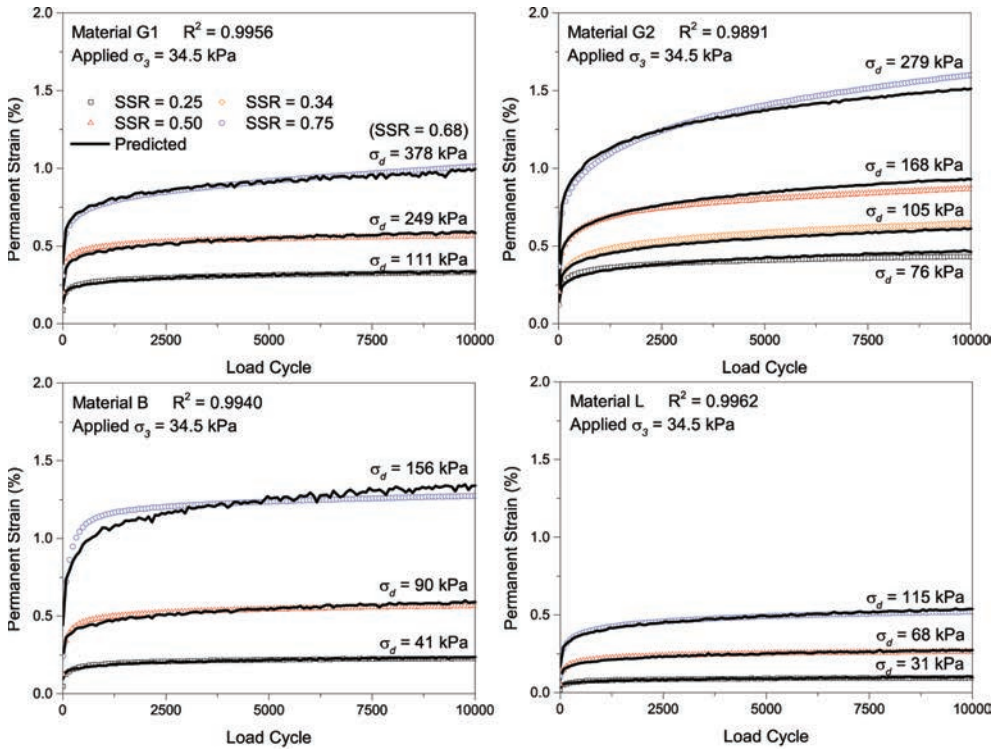 Material G1 R² = 0.9956
Applied σ₃ = 34.5 kPa
SSR = 0.25 SSR = 0.34
SSR = 0.50 SSR = 0.75
Predicted
(SSR = 0.68)
σd = 378 kPa
σd = 249 kPa
σd = 111 kPa
Permanent Strain (%)
2.0
1.5
1.0
0.5
0.0
0 2500 5000 7500 10000
Load Cycle
Material G2 R² = 0.9891
Applied σ₃ = 34.5 kPa
σd = 279 kPa
σd = 168 kPa
σd = 105 kPa
σd = 76 kPa
Permanent Strain (%)
2.0
1.5
1.0
0.5
0.0
0 2500 5000 7500 10000
Load Cycle
Material B R² = 0.9940
Applied σ₃ = 34.5 kPa
σd = 156 kPa
σd = 90 kPa
σd = 41 kPa
Permanent Strain (%)
2.0
1.5
1.0
0.5
0.0
0 2500 5000 7500 10000
Load Cycle
Material L R² = 0.9962
Applied σ₃ = 34.5 kPa
σd = 115 kPa
σd = 68 kPa
σd = 31 kPa
Permanent Strain (%)
2.0
1.5
1.0
0.5
0.0
0 2500 5000 7500 10000
Load Cycle